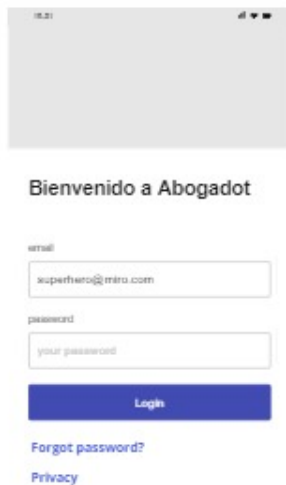 Bienvenido a Abogadot
email
superhero@miro.com
password
your password
Login
Forgot password?
Privacy